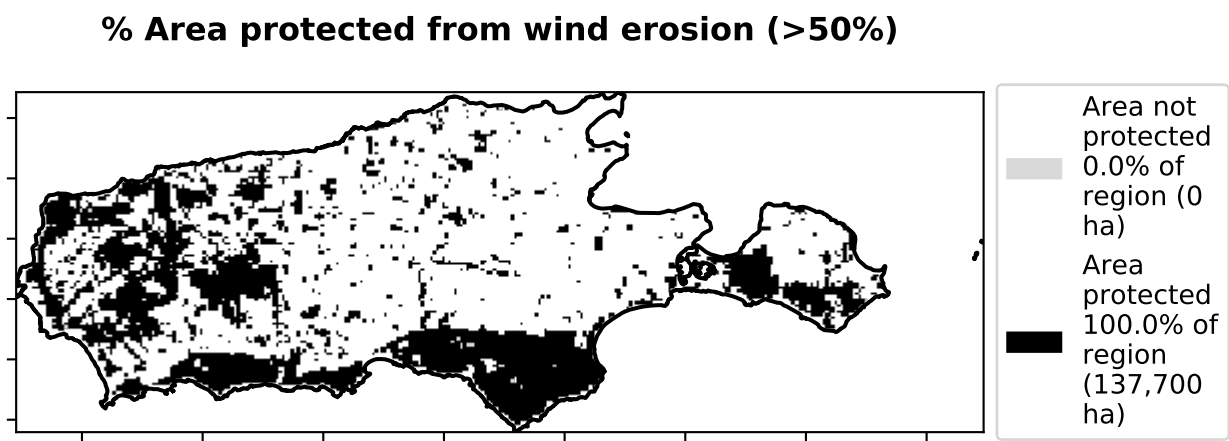 % Area protected from wind erosion (>50%)
Area not
protected
0.0% of
region (0
ha)
Area
protected
100.0% of
region
(137,700
ha)